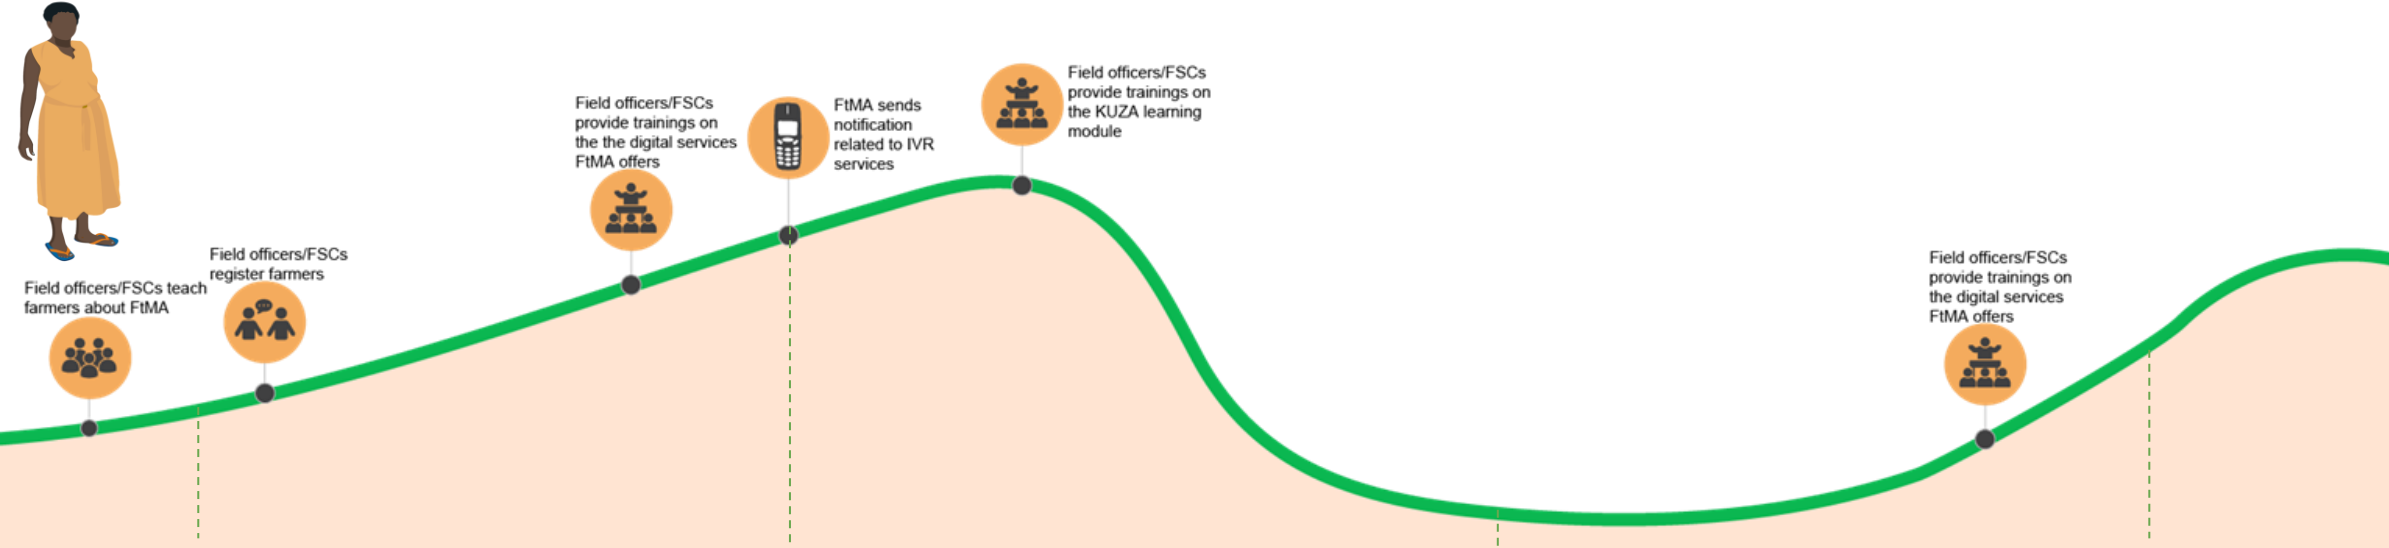 Field officers/FSCs teach
farmers about FtMA
Field officers/FSCs
register farmers
Field officers/FSCs
provide trainings on
the the digital services
FtMA offers
FtMA sends
notification
related to IVR
services
Field officers/FSCs
provide trainings on
the KUZA learning
module
Field officers/FSCs
provide trainings on
the digital services
FtMA offers